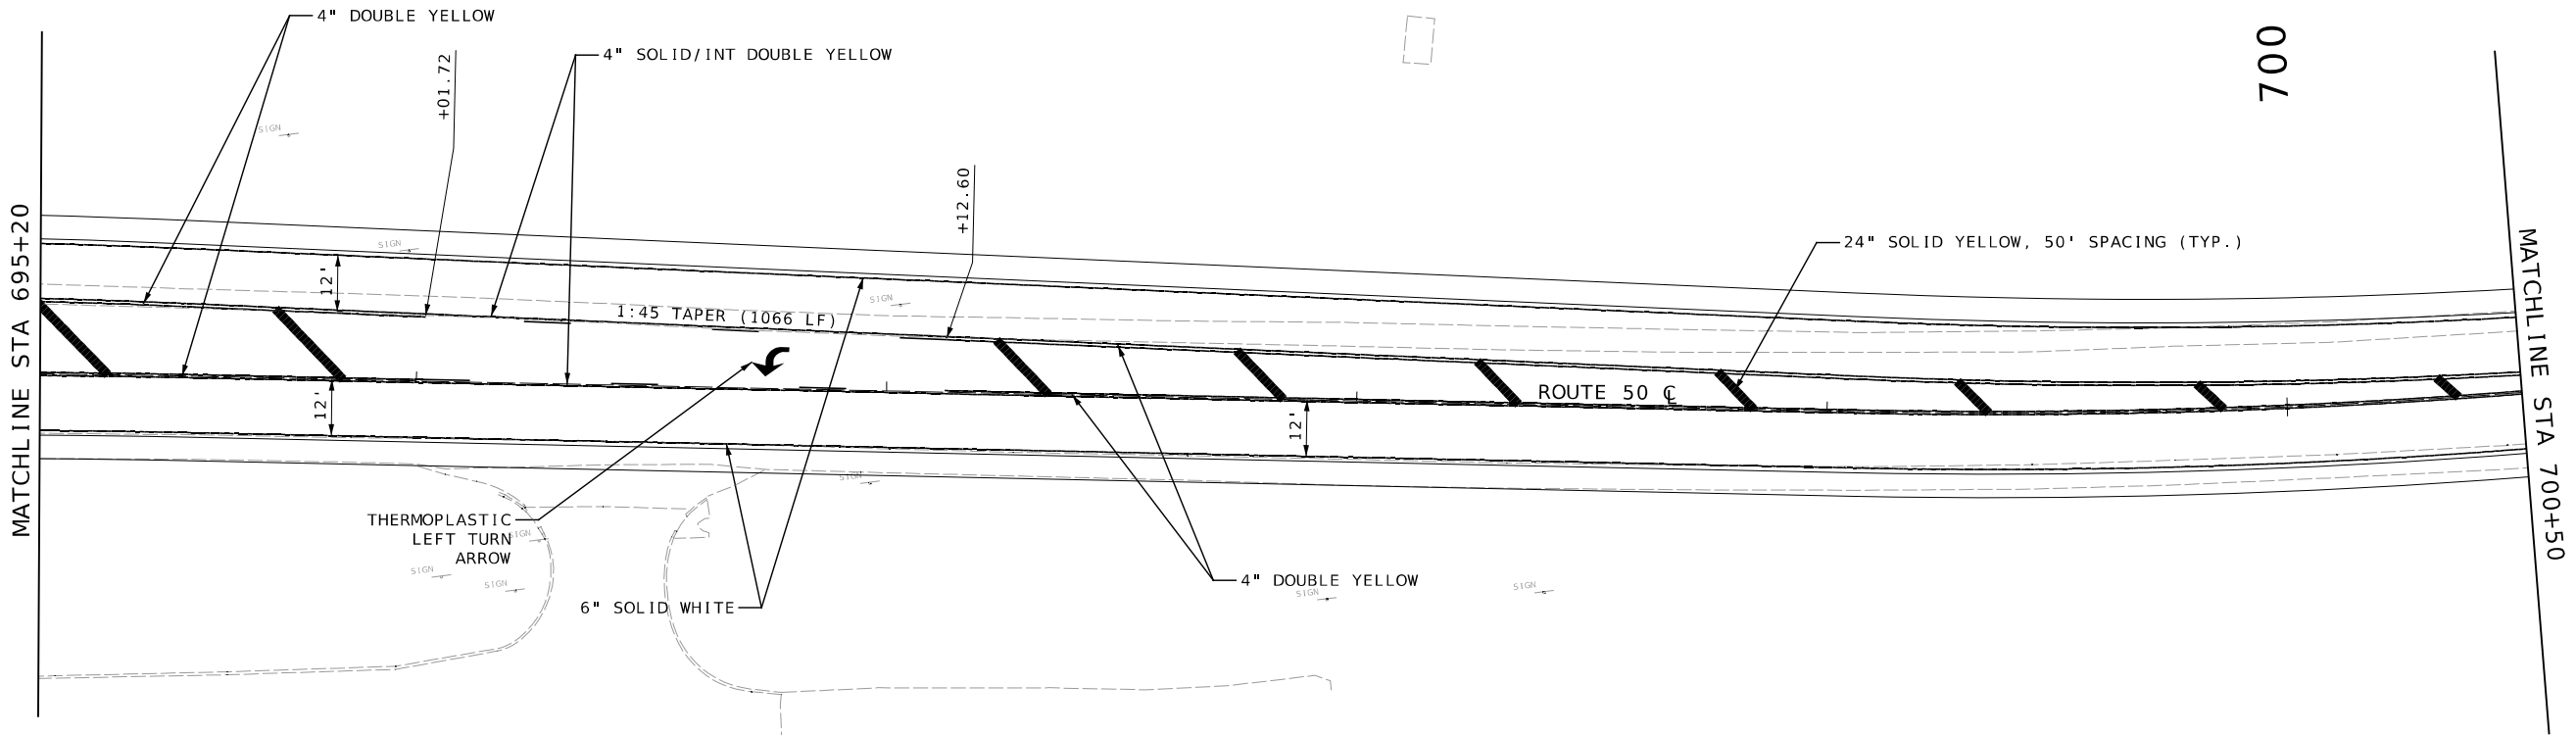 4" DOUBLE YELLOW
4" SOLID/INT DOUBLE YELLOW
+01.72
700
SIGN
+12.60
MATCHLINE STA 695+20
SIGN
24" SOLID YELLOW, 50' SPACING (TYP.)
MATCHLINE STA 700+50
12'
SIGN
1:45 TAPER (1066 LF)
ROUTE 50 ℄
12'
12'
SIGN
THERMOPLASTIC
LEFT TURN
ARROW
SIGN
SIGN
SIGN
4" DOUBLE YELLOW
SIGN
SIGN
6" SOLID WHITE